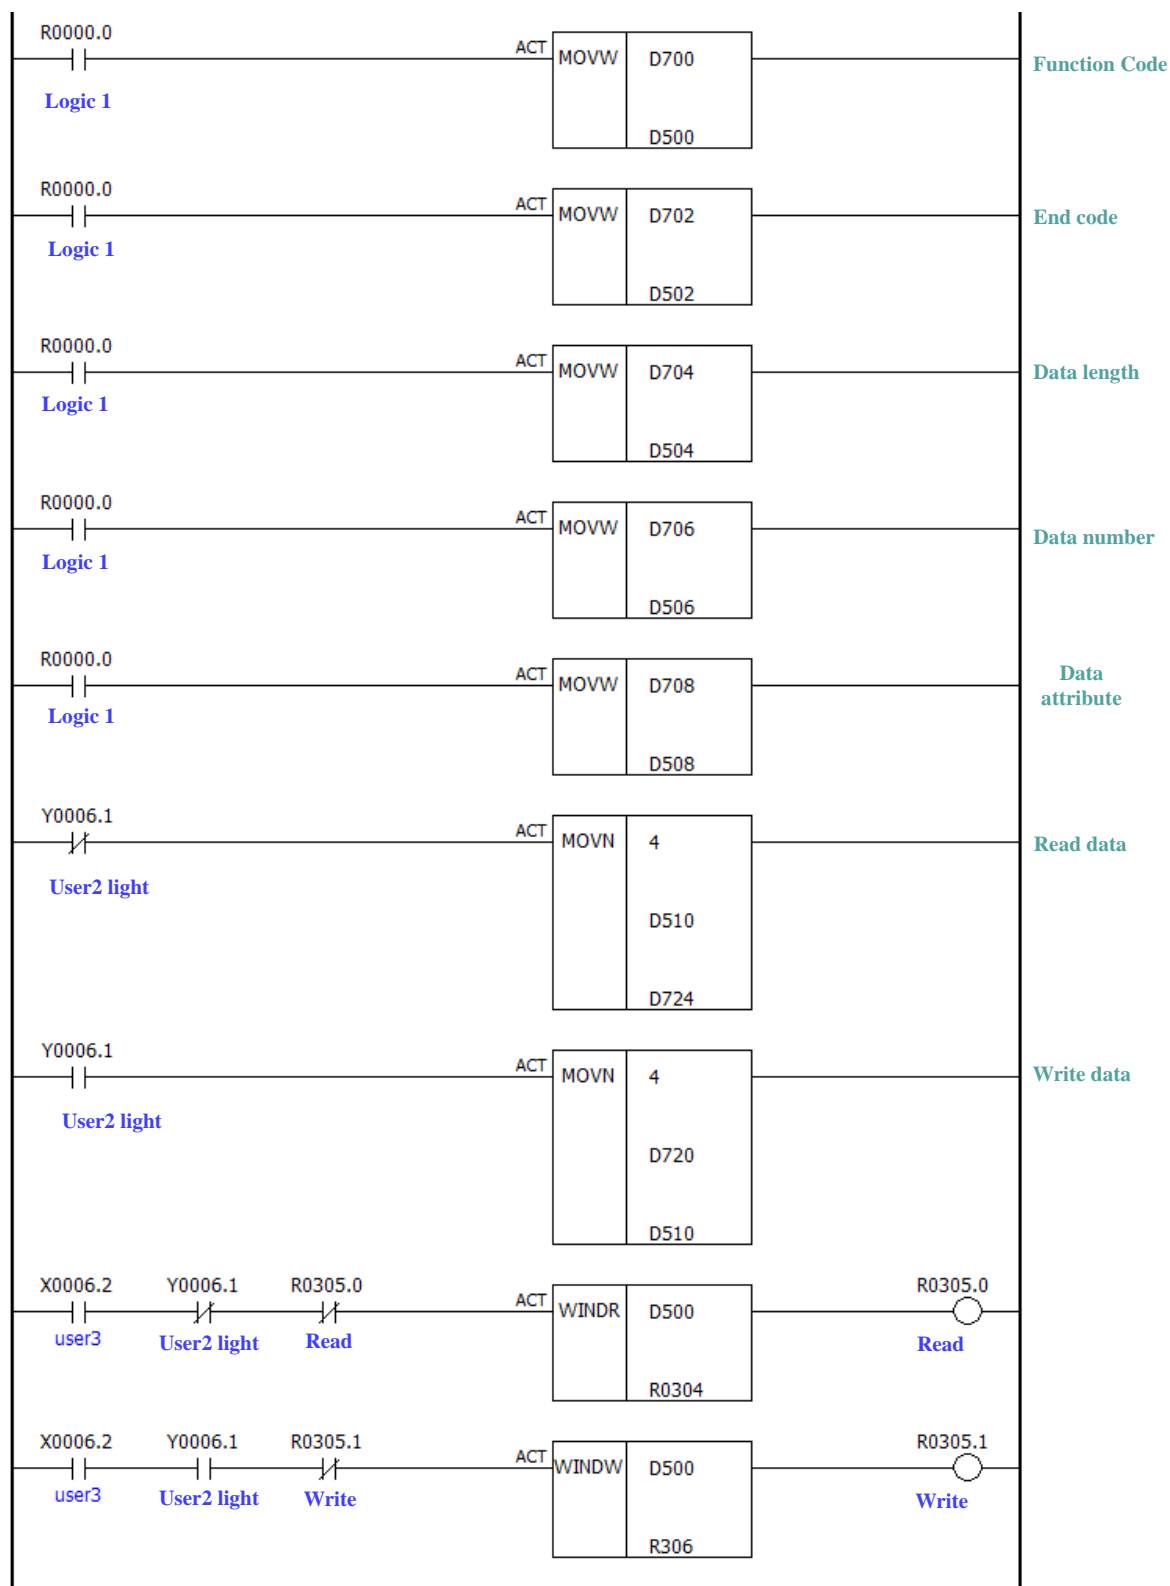 R0000.0
ACT MOVW D700 Function Code
Logic 1
D500
R0000.0
ACT MOVW D702 End code
Logic 1
D502
R0000.0
ACT MOVW D704 Data length
Logic 1
D504
R0000.0
ACT MOVW D706 Data number
Logic 1
D506
R0000.0
ACT MOVW D708 Data
attribute
Logic 1
D508
Y0006.1
ACT MOVN 4 Read data
User2 light
D510
D724
Y0006.1
ACT MOVN 4 Write data
User2 light
D720
D510
X0006.2 Y0006.1 R0305.0 R0305.0
ACT WINDR D500
user3 User2 light Read Read
R0304
X0006.2 Y0006.1 R0305.1 R0305.1
ACT WINDW D500
user3 User2 light Write Write
R306